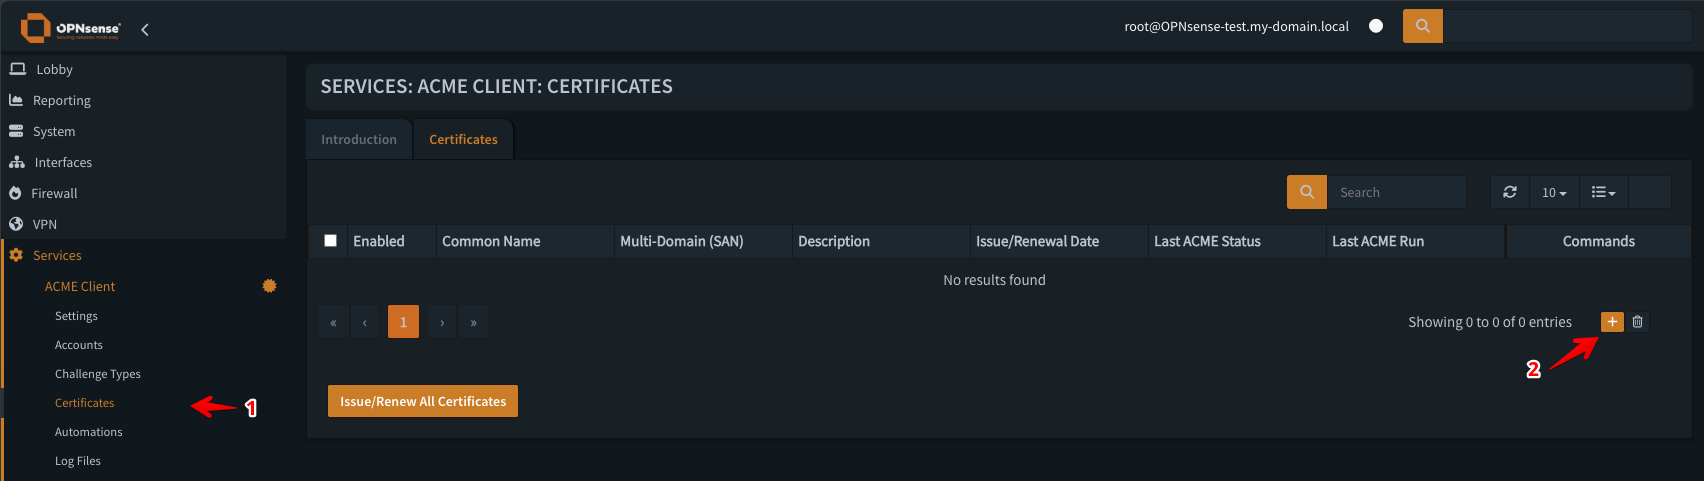 OPNsense®
root@OPNsense-test.my-domain.local
Lobby
Reporting
System
Interfaces
Firewall
VPN
Services
ACME Client
Settings
Accounts
Challenge Types
Certificates
1
Automations
Log Files
SERVICES: ACME CLIENT: CERTIFICATES
Introduction Certificates
Search 10
Enabled Common Name Multi-Domain (SAN) Description Issue/Renewal Date Last ACME Status Last ACME Run Commands
No results found
« ‹ 1 › » Showing 0 to 0 of 0 entries +
2
Issue/Renew All Certificates